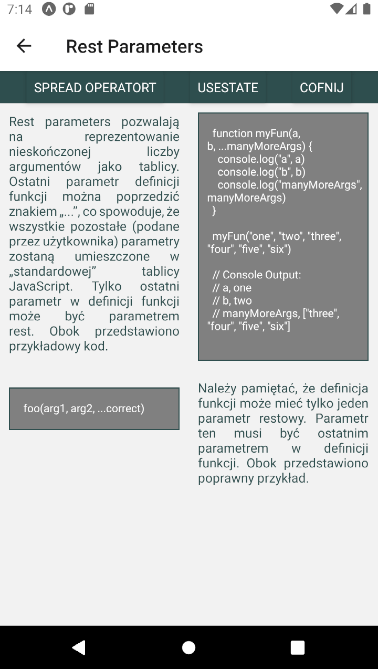 7:14
Rest Parameters
SPREAD OPERATORT
USESTATE
COFNIJ
Rest parameters pozwalają
na reprezentowanie
nieskończonej liczby
argumentów jako tablicy.
Ostatni parametr definicji
funkcji można poprzedzić
znakiem „...”, co spowoduje, że
wszystkie pozostałe (podane
przez użytkownika) parametry
zostaną umieszczone w
„standardowej” tablicy
JavaScript. Tylko ostatni
parametr w definicji funkcji
może być parametrem
rest. Obok przedstawiono
przykładowy kod.
function myFun(a,
b, ...manyMoreArgs) {
console.log("a", a)
console.log("b", b)
console.log("manyMoreArgs",
manyMoreArgs)
}
myFun("one", "two", "three",
"four", "five", "six")
// Console Output:
// a, one
// b, two
// manyMoreArgs, ["three",
"four", "five", "six"]
foo(arg1, arg2, ...correct)
Należy pamiętać, że definicja
funkcji może mieć tylko jeden
parametr restowy. Parametr
ten musi być ostatnim
parametrem w definicji
funkcji. Obok przedstawiono
poprawny przykład.